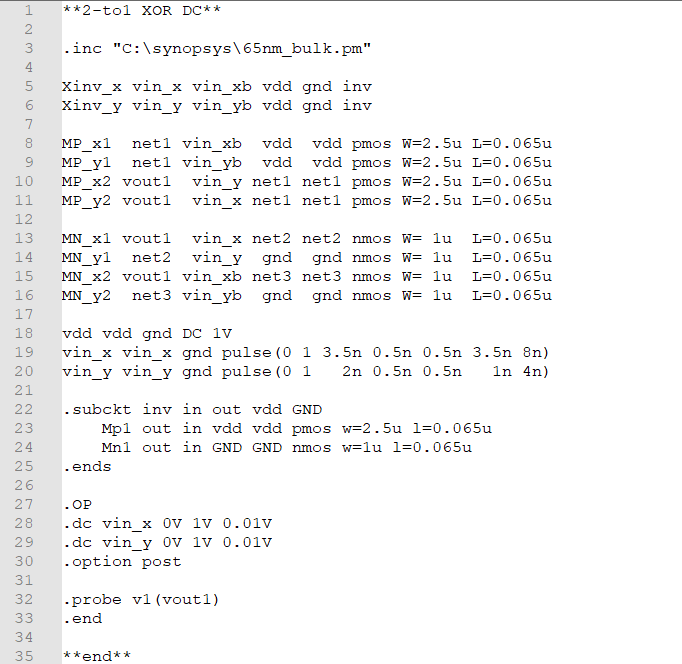 1 **2-to1 XOR DC**
2
3 .inc "C:\synopsys\65nm_bulk.pm"
4
5 Xinv_x vin_x vin_xb vdd gnd inv
6 Xinv_y vin_y vin_yb vdd gnd inv
7
8 MP_x1  net1 vin_xb  vdd  vdd pmos W=2.5u L=0.065u
9 MP_y1  net1 vin_yb  vdd  vdd pmos W=2.5u L=0.065u
10 MP_x2 vout1  vin_y net1 net1 pmos W=2.5u L=0.065u
11 MP_y2 vout1  vin_x net1 net1 pmos W=2.5u L=0.065u
12
13 MN_x1 vout1  vin_x net2 net2 nmos W= 1u  L=0.065u
14 MN_y1  net2  vin_y  gnd  gnd nmos W= 1u  L=0.065u
15 MN_x2 vout1 vin_xb net3 net3 nmos W= 1u  L=0.065u
16 MN_y2  net3 vin_yb  gnd  gnd nmos W= 1u  L=0.065u
17
18 vdd vdd gnd DC 1V
19 vin_x vin_x gnd pulse(0 1 3.5n 0.5n 0.5n 3.5n 8n)
20 vin_y vin_y gnd pulse(0 1   2n 0.5n 0.5n   1n 4n)
21
22 .subckt inv in out vdd GND
23     Mp1 out in vdd vdd pmos w=2.5u l=0.065u
24     Mn1 out in GND GND nmos w=1u l=0.065u
25 .ends
26
27 .OP
28 .dc vin_x 0V 1V 0.01V
29 .dc vin_y 0V 1V 0.01V
30 .option post
31
32 .probe v1(vout1)
33 .end
34
35 **end**